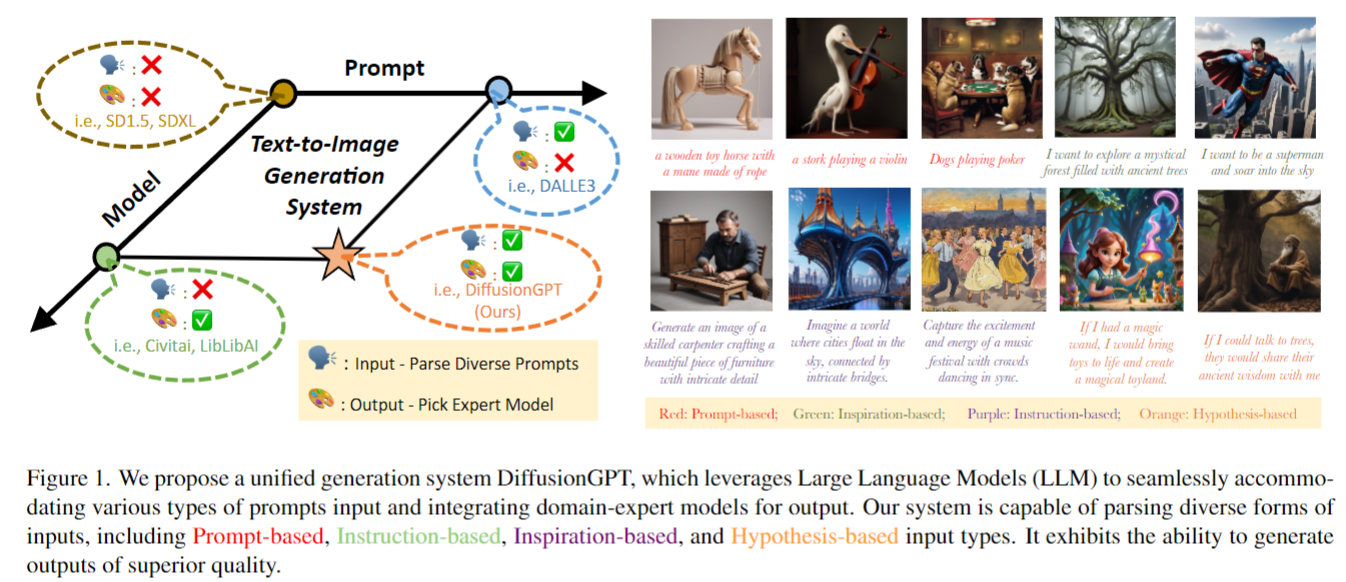 Prompt
:
:
i.e., SD1.5, SDXL
Text-to-Image
Generation
System
:
:
i.e., DALLE3
Model
:
:
i.e., DiffusionGPT
(Ours)
:
:
i.e., Civitai, LibLibAI
: Input - Parse Diverse Prompts
: Output - Pick Expert Model
a wooden toy horse with
a mane made of rope
a stork playing a violin
Dogs playing poker
I want to explore a mystical
forest filled with ancient trees
I want to be a superman
and soar into the sky
Generate an image of a
skilled carpenter crafting a
beautiful piece of furniture
with intricate detail
Imagine a world
where cities float in the
sky, connected by
intricate bridges.
Capture the excitement
and energy of a music
festival with crowds
dancing in sync.
If I had a magic
wand, I would bring
toys to life and create
a magical toyland.
If I could talk to trees,
they would share their
ancient wisdom with me
Red: Prompt-based; Green: Inspiration-based; Purple: Instruction-based; Orange: Hypothesis-based
Figure 1. We propose a unified generation system DiffusionGPT, which leverages Large Language Models (LLM) to seamlessly accommo-
dating various types of prompts input and integrating domain-expert models for output. Our system is capable of parsing diverse forms of
inputs, including Prompt-based, Instruction-based, Inspiration-based, and Hypothesis-based input types. It exhibits the ability to generate
outputs of superior quality.